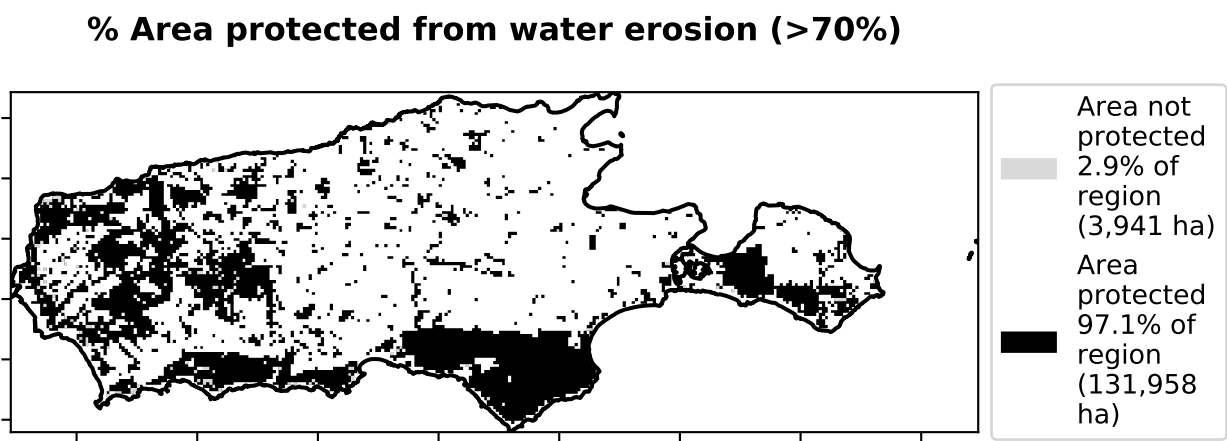 % Area protected from water erosion (>70%)
Area not
protected
2.9% of
region
(3,941 ha)
Area
protected
97.1% of
region
(131,958
ha)